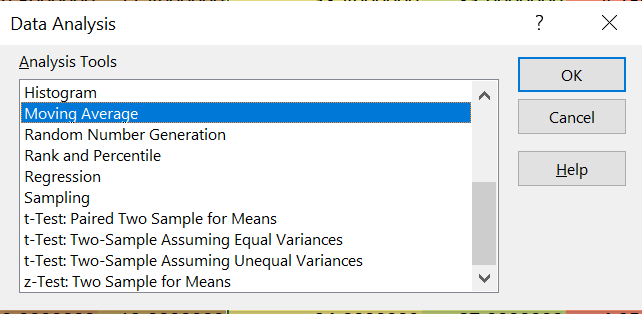 Data Analysis
?
Analysis Tools
Histogram
Moving Average
Random Number Generation
Rank and Percentile
Regression
Sampling
t-Test: Paired Two Sample for Means
t-Test: Two-Sample Assuming Equal Variances
t-Test: Two-Sample Assuming Unequal Variances
z-Test: Two Sample for Means
OK
Cancel
Help